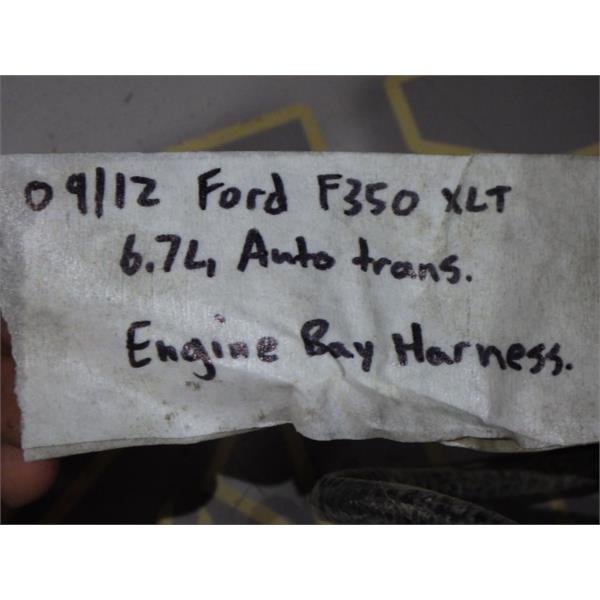 09/12 Ford F350 XLT
6.7L, Auto trans.
Engine Bay Harness.